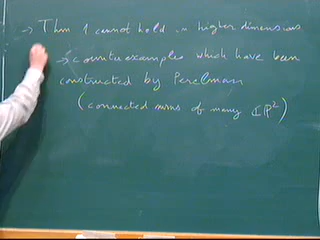 → Thm 1 cannot hold in higher dimensions
→ counterexamples which have been
constructed by Perelman
(connected sums of many ℂℙ²)